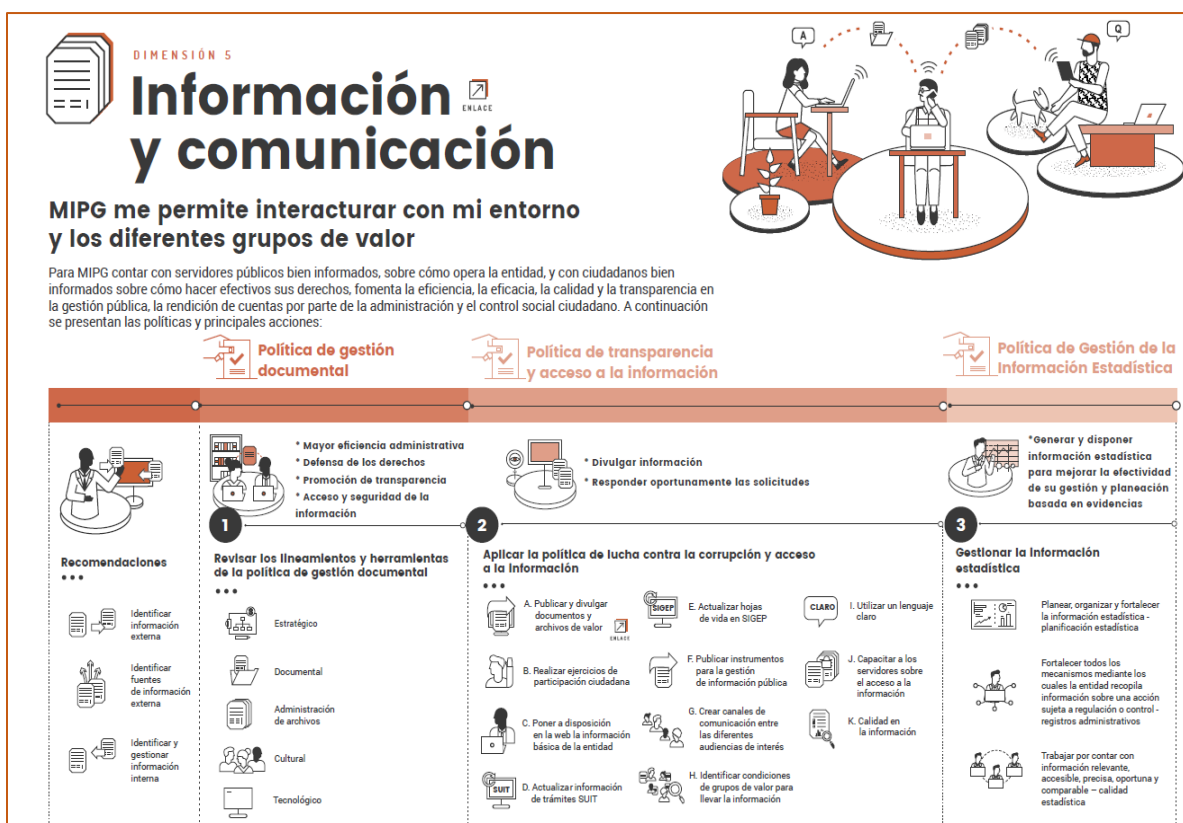 DIMENSIÓN 5
Información
y comunicación
ENLACE
A
Q
MIPG me permite interacturar con mi entorno
y los diferentes grupos de valor
Para MIPG contar con servidores públicos bien informados, sobre cómo opera la entidad, y con ciudadanos bien
informados sobre cómo hacer efectivos sus derechos, fomenta la eficiencia, la eficacia, la calidad y la transparencia en
la gestión pública, la rendición de cuentas por parte de la administración y el control social ciudadano. A continuación
se presentan las políticas y principales acciones:
Política de gestión
documental
Política de transparencia
y acceso a la información
Política de Gestión de la
Información Estadística
Recomendaciones
Identificar
información
externa
Identificar
fuentes
de información
externa
Identificar y
gestionar
información
interna
* Mayor eficiencia administrativa
* Defensa de los derechos
* Promoción de transparencia
* Acceso y seguridad de la
información
1
Revisar los lineamientos y herramientas
de la política de gestión documental
Estratégico
Documental
Administración
de archivos
Cultural
Tecnológico
* Divulgar información
* Responder oportunamente las solicitudes
2
Aplicar la política de lucha contra la corrupción y acceso
a la Información
A. Publicar y divulgar
documentos y
archivos de valor
ENLACE
B. Realizar ejercicios de
participación ciudadana
C. Poner a disposición
en la web la información
básica de la entidad
SUIT
D. Actualizar información
de trámites SUIT
SIGEP
E. Actualizar hojas
de vida en SIGEP
F. Publicar instrumentos
para la gestión
de información pública
G. Crear canales de
comunicación entre
las diferentes
audiencias de interés
H. Identificar condiciones
de grupos de valor para
llevar la información
CLARO
I. Utilizar un lenguaje
claro
J. Capacitar a los
servidores sobre
el acceso a la
información
K. Calidad en
la información
*Generar y disponer
información estadística
para mejorar la efectividad
de su gestión y planeación
basada en evidencias
3
Gestionar la Información
estadística
Planear, organizar y fortalecer
la información estadística -
planificación estadística
Fortalecer todos los
mecanismos mediante los
cuales la entidad recopila
información sobre una acción
sujeta a regulación o control -
registros administrativos
Trabajar por contar con
información relevante,
accesible, precisa, oportuna y
comparable – calidad
estadística